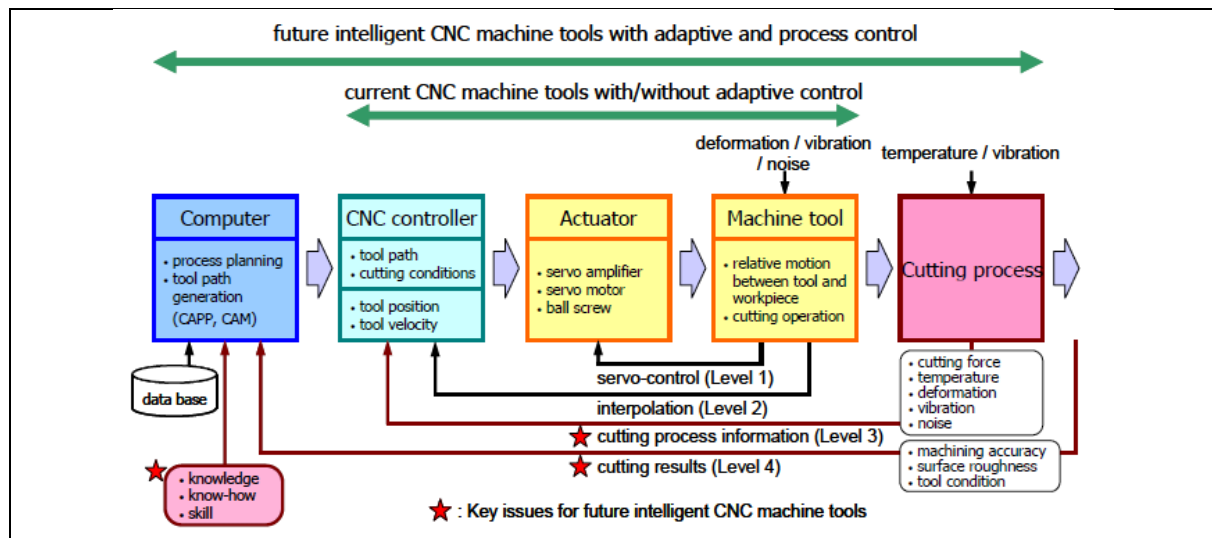 future intelligent CNC machine tools with adaptive and process control
current CNC machine tools with/without adaptive control
deformation / vibration
/ noise
temperature / vibration
Computer
• process planning
• tool path
generation
(CAPP, CAM)
CNC controller
• tool path
• cutting conditions
• tool position
• tool velocity
Actuator
• servo amplifier
• servo motor
• ball screw
Machine tool
• relative motion
between tool and
workpiece
• cutting operation
Cutting process
data base
servo-control (Level 1)
interpolation (Level 2)
cutting process information (Level 3)
cutting results (Level 4)
• cutting force
• temperature
• deformation
• vibration
• noise
• machining accuracy
• surface roughness
• tool condition
• knowledge
• know-how
• skill
★ : Key issues for future intelligent CNC machine tools